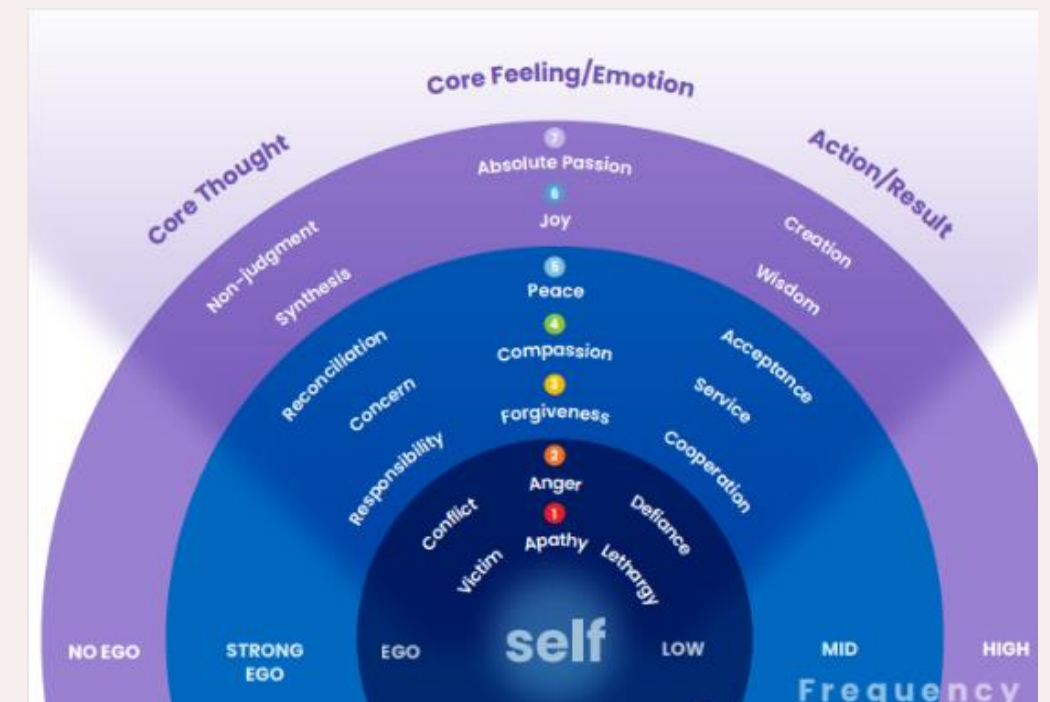 Core Feeling/Emotion
Core Thought
Action/Result
7
Absolute Passion
6
Joy
Non-judgment
Synthesis
Creation
Wisdom
5
Peace
4
Compassion
3
Forgiveness
Reconciliation
Concern
Responsibility
Acceptance
Service
Cooperation
2
Anger
1
Apathy
Conflict
Victim
Defiance
Lethargy
self
NO EGO
STRONG
EGO
EGO
LOW
MID
HIGH
Frequency